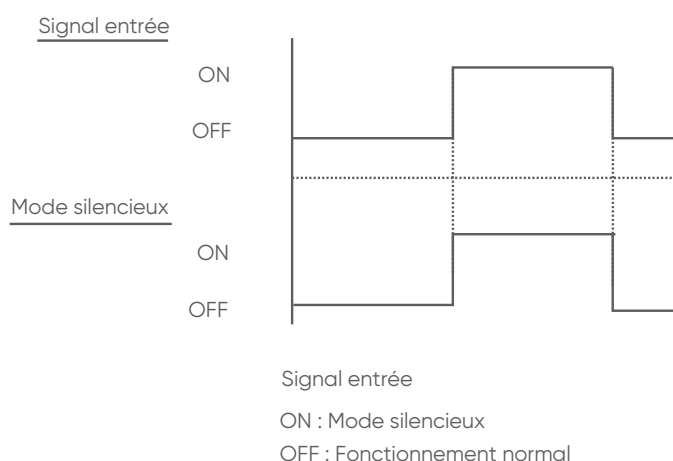 Signal entrée
ON
OFF
Mode silencieux
ON
OFF
Signal entrée
ON : Mode silencieux
OFF : Fonctionnement normal